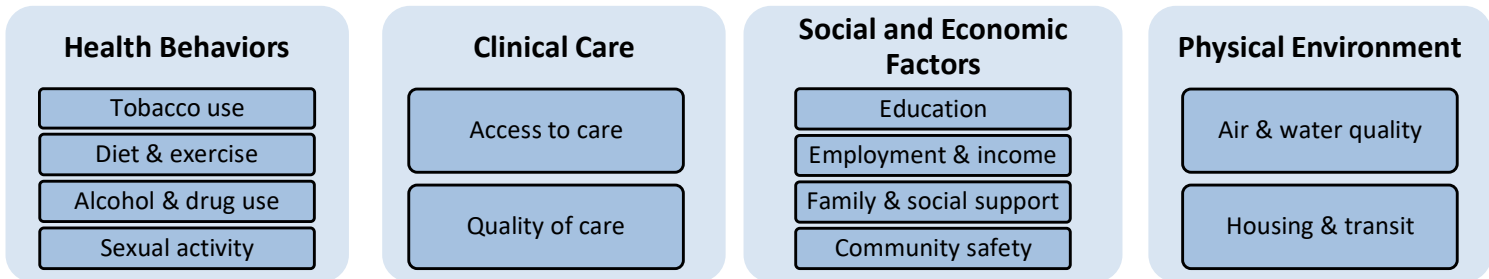 Health Behaviors
Tobacco use
Diet & exercise
Alcohol & drug use
Sexual activity
Clinical Care
Access to care
Quality of care
Social and Economic
Factors
Education
Employment & income
Family & social support
Community safety
Physical Environment
Air & water quality
Housing & transit